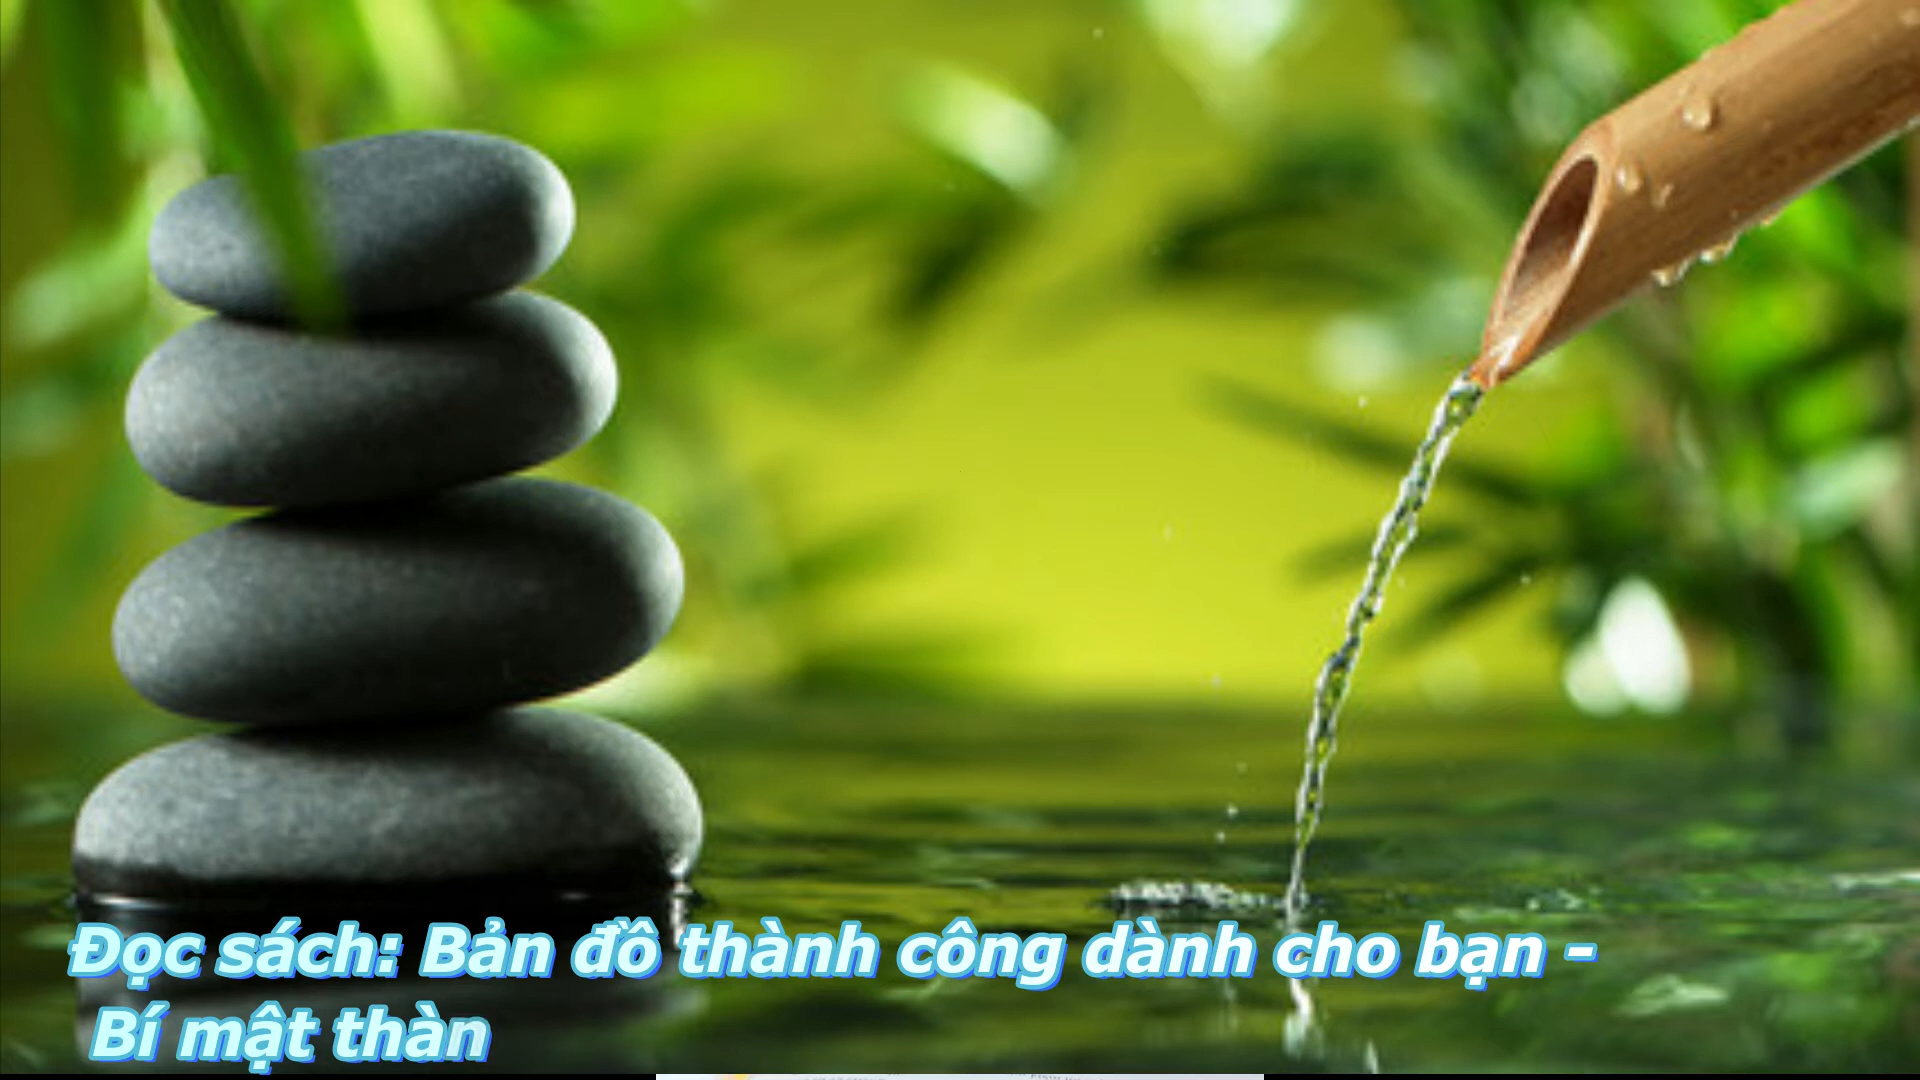 Đọc sách: Bản đồ thành công dành cho bạn -
Bí mật thàn